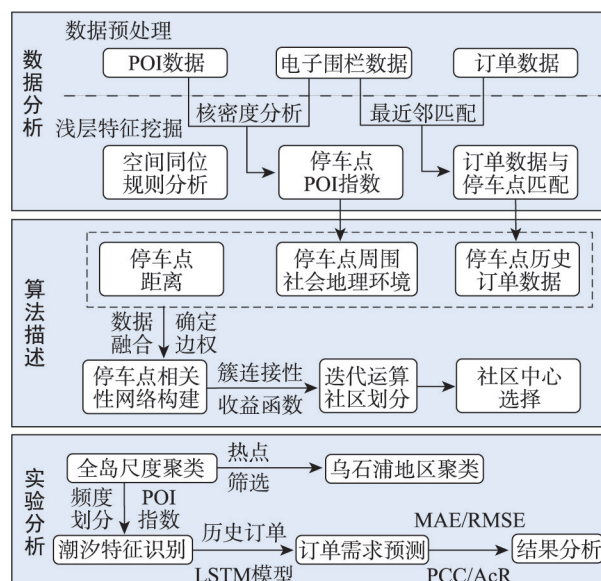 数据分析
数据预处理
POI数据
电子围栏数据
订单数据
核密度分析
最近邻匹配
浅层特征挖掘
空间同位
规则分析
停车点
POI指数
订单数据与
停车点匹配
算法描述
停车点
距离
停车点周围
社会地理环境
停车点历史
订单数据
数据
融合
确定
边权
停车点相关
性网络构建
簇连接性
收益函数
迭代运算
社区划分
社区中心
选择
实验分析
全岛尺度聚类
热点
筛选
乌石浦地区聚类
频度
划分
POI
指数
潮汐特征识别
历史订单
LSTM模型
订单需求预测
MAE/RMSE
PCC/AcR
结果分析